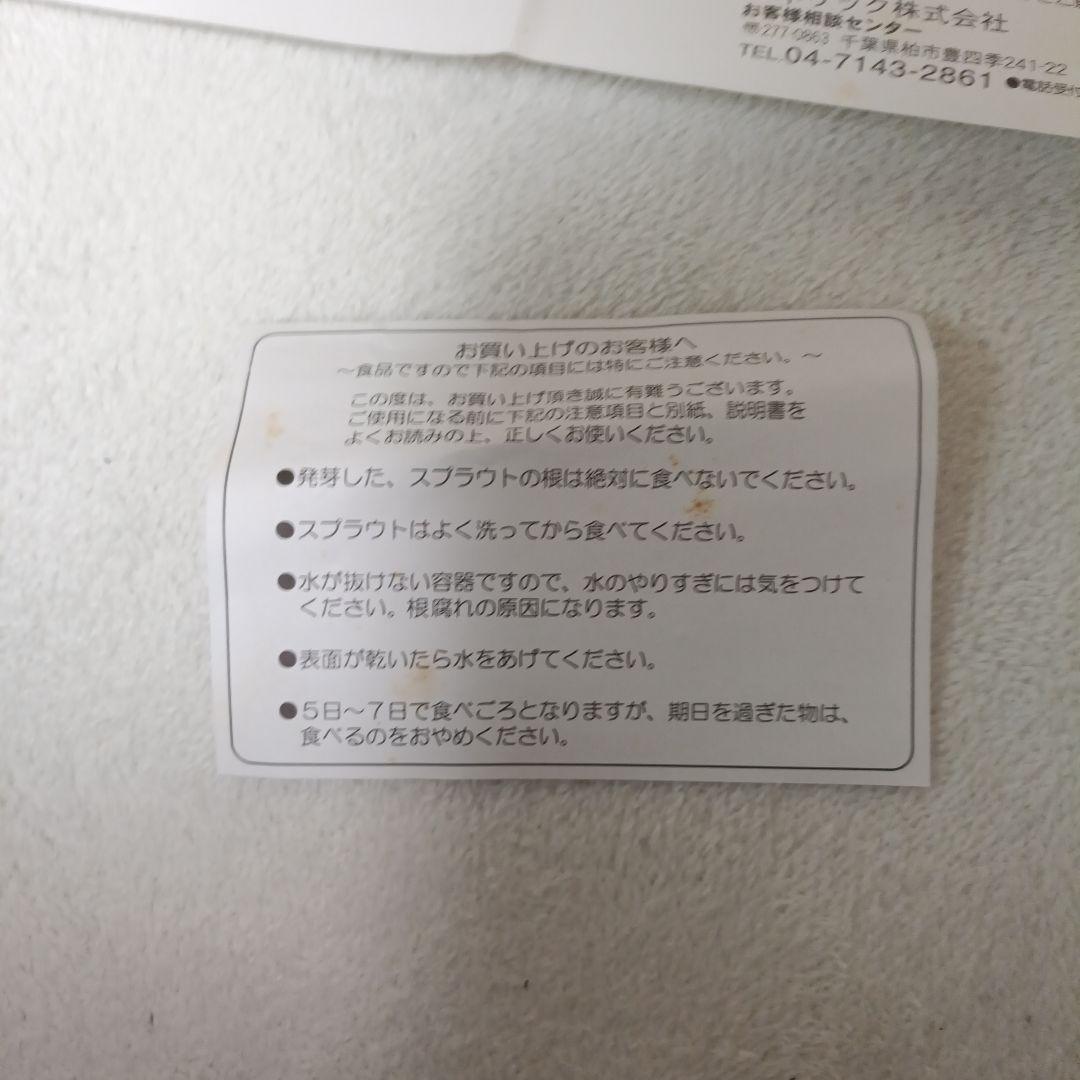 ック株式会社
お客様相談センター
〒277-0863 千葉県柏市豊四季241-22
TEL.04-7143-2861 ●電話受付
お買い上げのお客様へ
～食品ですので下記の項目には特にご注意ください。～
この度は、お買い上げ頂き誠に有難うございます。
ご使用になる前に下記の注意項目と別紙、説明書を
よくお読みの上、正しくお使いください。
●発芽した、スプラウトの根は絶対に食べないでください。
●スプラウトはよく洗ってから食べてください。
●水が抜けない容器ですので、水のやりすぎには気をつけて
ください。根腐れの原因になります。
●表面が乾いたら水をあげてください。
●５日～７日で食べごろとなりますが、期日を過ぎた物は、
食べるのをおやめください。